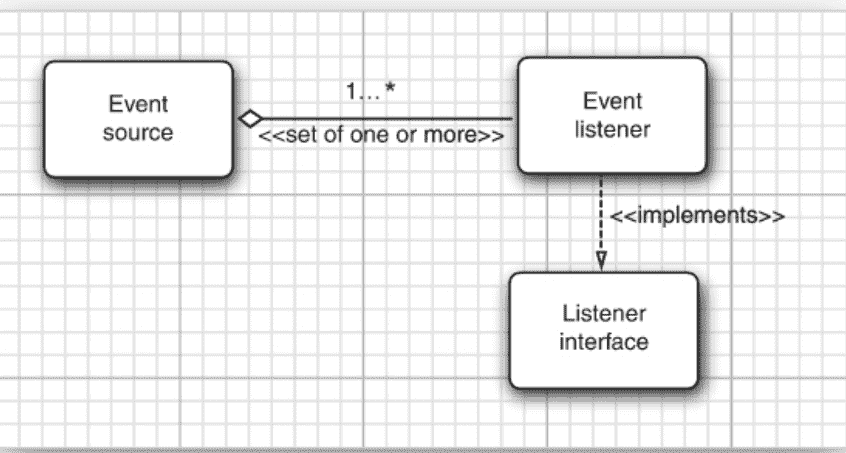 Event
source
1...*
<<set of one or more>>
Event
listener
<<implements>>
Listener
interface